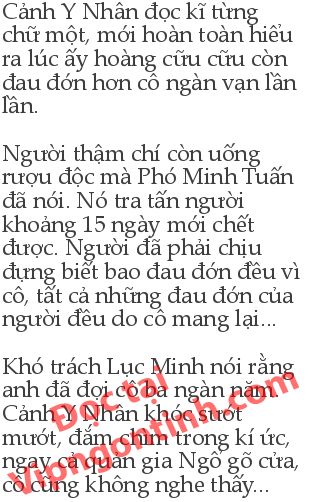 Cảnh Y Nhân đọc kĩ từng
chữ một, mới hoàn toàn hiểu
ra lúc ấy hoàng cữu cữu còn
đau đớn hơn cô ngàn vạn lần
lần.
Người thậm chí còn uống
rượu độc mà Phó Minh Tuấn
đã nói. Nó tra tấn người
khoảng 15 ngày mới chết
được. Người đã phải chịu
đựng biết bao đau đớn đều vì
cô, tất cả những đau đớn của
người đều do cô mang lại...
Khó trách Lục Minh nói rằng
anh đã đợi cô ba ngàn năm.
Cảnh Y Nhân khóc sướt
mướt, đắm chìm trong kí ức,
ngay cả quản gia Ngô gõ cửa,
cô cũng không nghe thấy...
Đọc tại
Vipngontinh.com